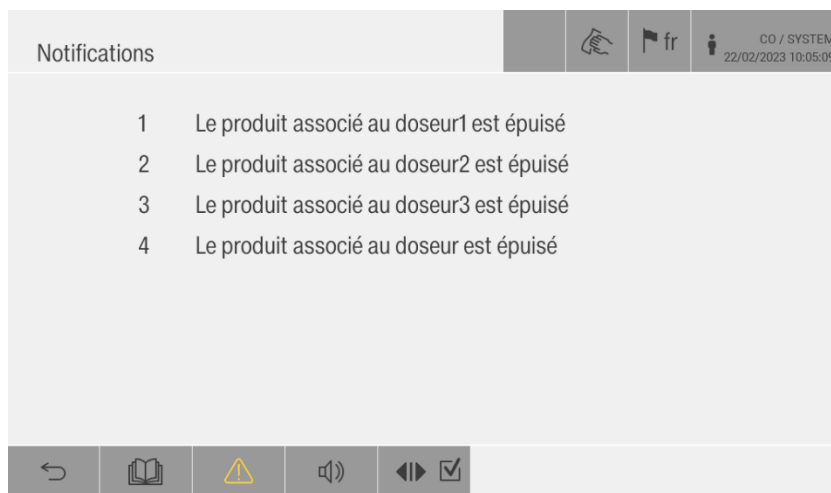 Notifications
fr
CO / SYSTEM
22/02/2023 10:05:09
1 Le produit associé au doseur1 est épuisé
2 Le produit associé au doseur2 est épuisé
3 Le produit associé au doseur3 est épuisé
4 Le produit associé au doseur est épuisé